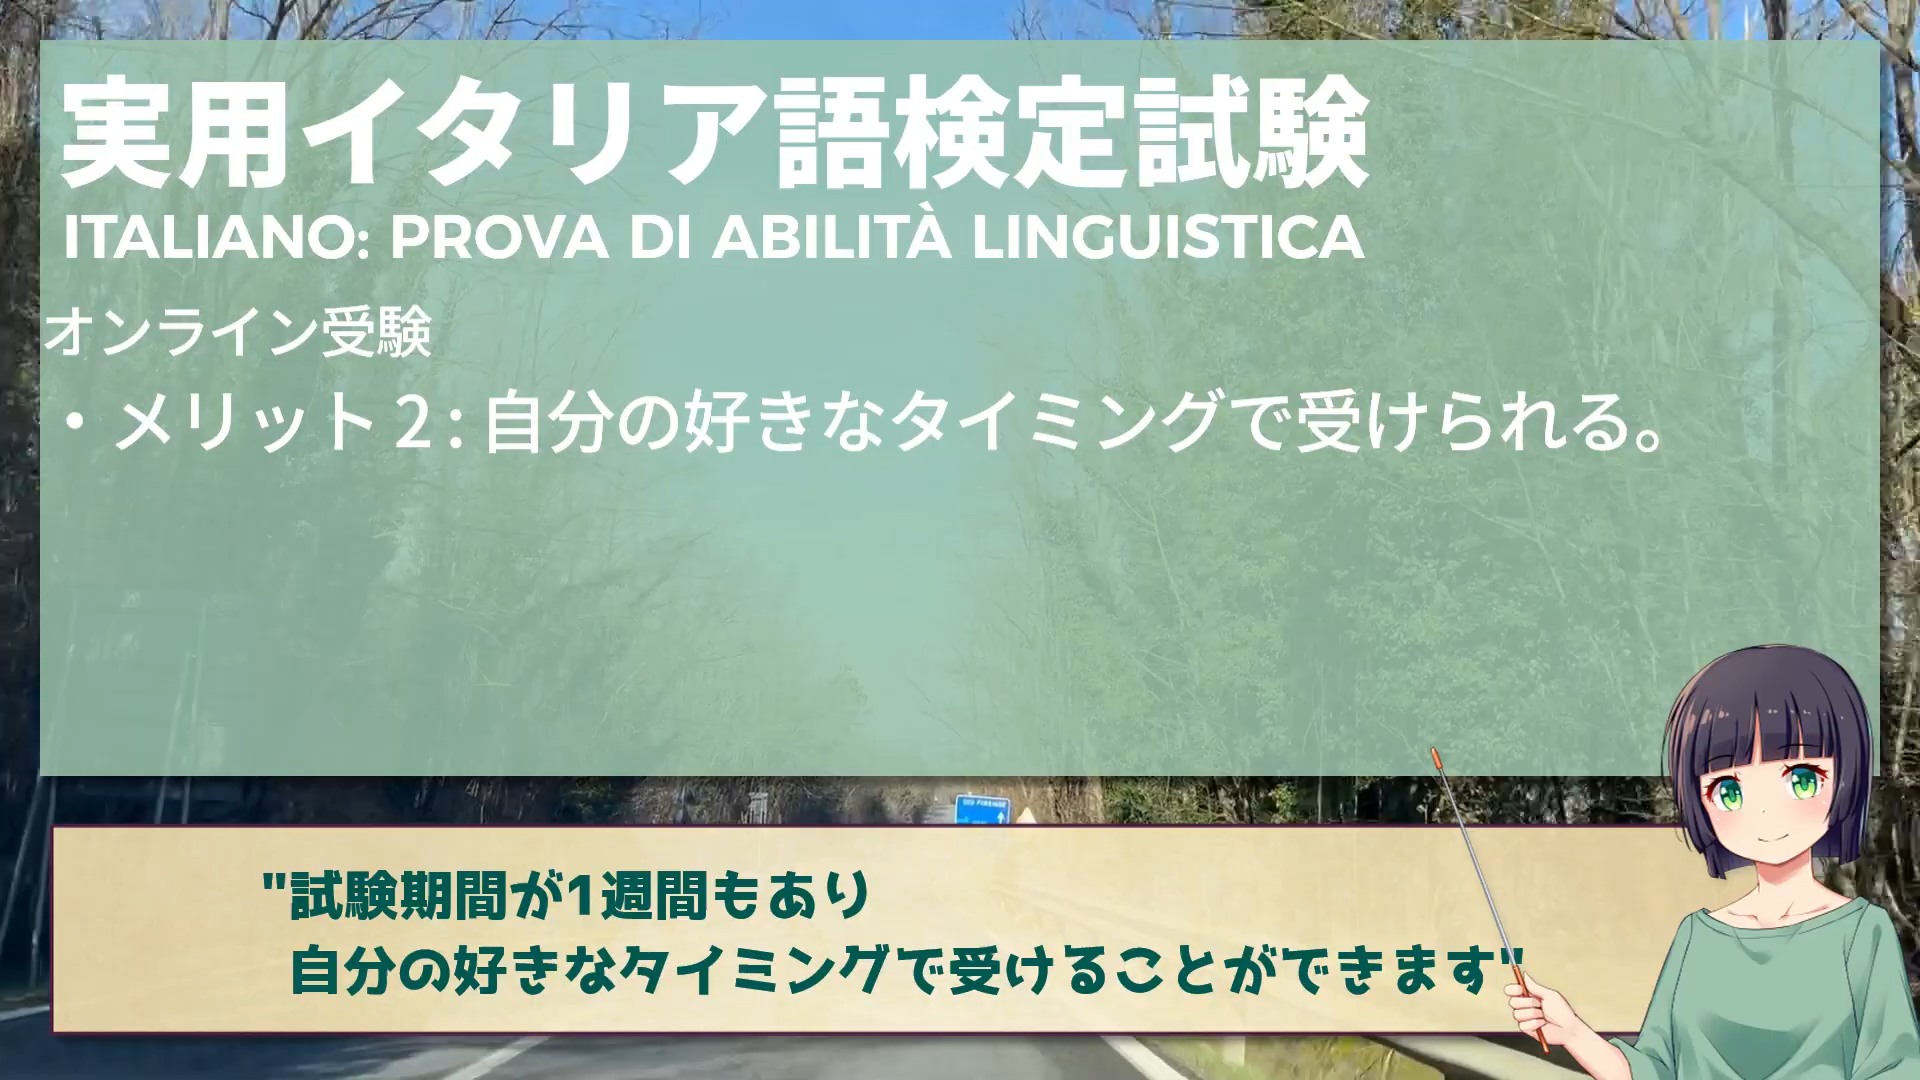 実用イタリア語検定試験
ITALIANO: PROVA DI ABILITÀ LINGUISTICA
オンライン受験
・メリット2:自分の好きなタイミングで受けられる。
"試験期間が1週間もあり
自分の好きなタイミングで受けることができます"